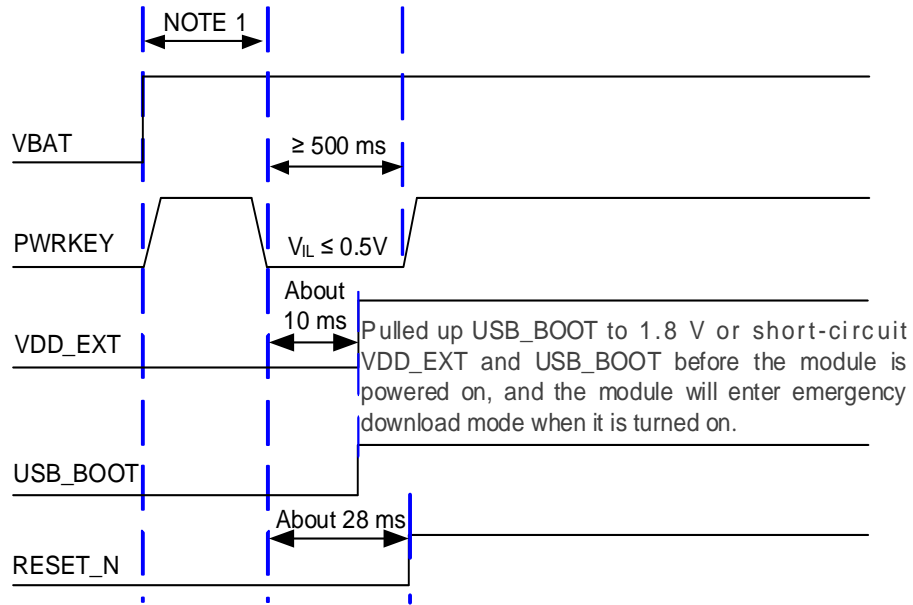 NOTE 1
VBAT
≥ 500 ms
PWRKEY
VIL ≤ 0.5V
About
10 ms
VDD_EXT
Pulled up USB_BOOT to 1.8 V or short-circuit
VDD_EXT and USB_BOOT before the module is
powered on, and the module will enter emergency
download mode when it is turned on.
USB_BOOT
About 28 ms
RESET_N